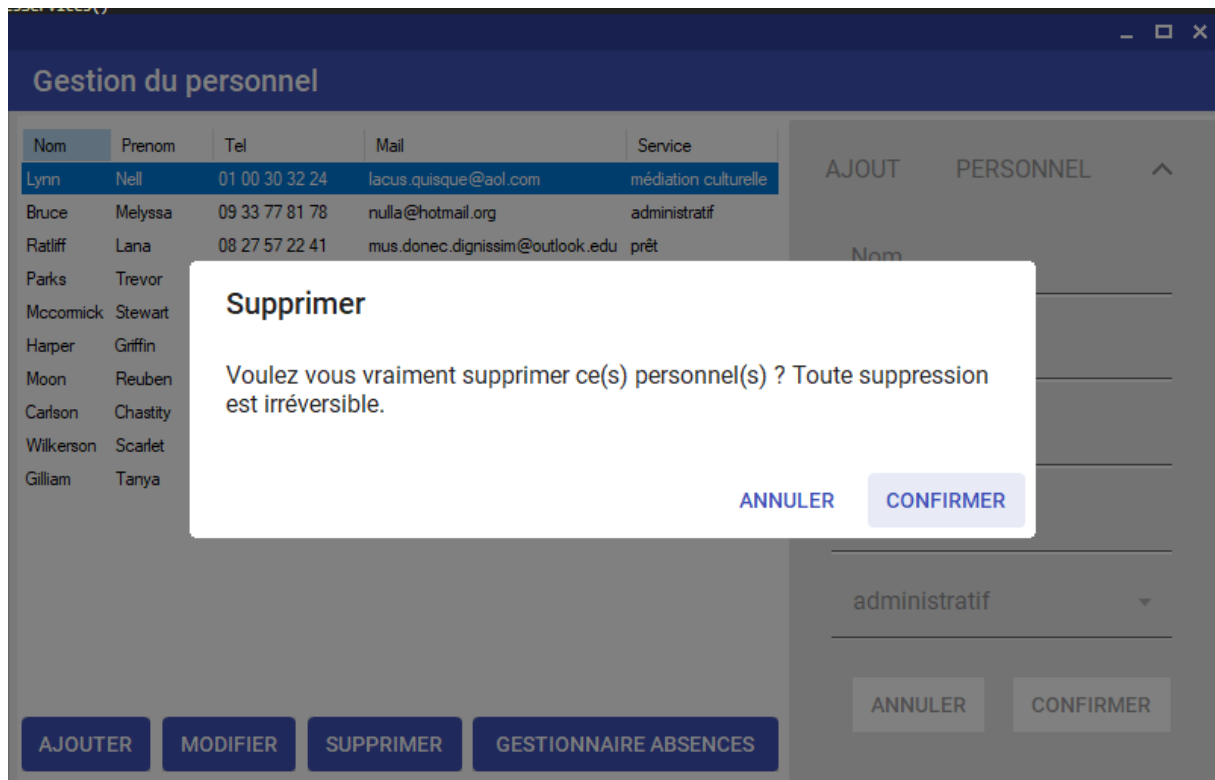 Gestion du personnel
Nom Prenom Tel Mail Service
Lynn Nell 01 00 30 32 24 lacus.quisque@aol.com médiation culturelle
Bruce Melyssa 09 33 77 81 78 nulla@hotmail.org administratif
Ratliff Lana 08 27 57 22 41 mus.donec.dignissim@outlook.edu prêt
Parks Trevor
Mccormick Stewart
Harper Griffin
Moon Reuben
Carlson Chastity
Wilkerson Scarlet
Gilliam Tanya
AJOUT PERSONNEL
Nom
Supprimer
Voulez vous vraiment supprimer ce(s) personnel(s) ? Toute suppression
est irréversible.
ANNULER CONFIRMER
administratif
ANNULER CONFIRMER
AJOUTER MODIFIER SUPPRIMER GESTIONNAIRE ABSENCES